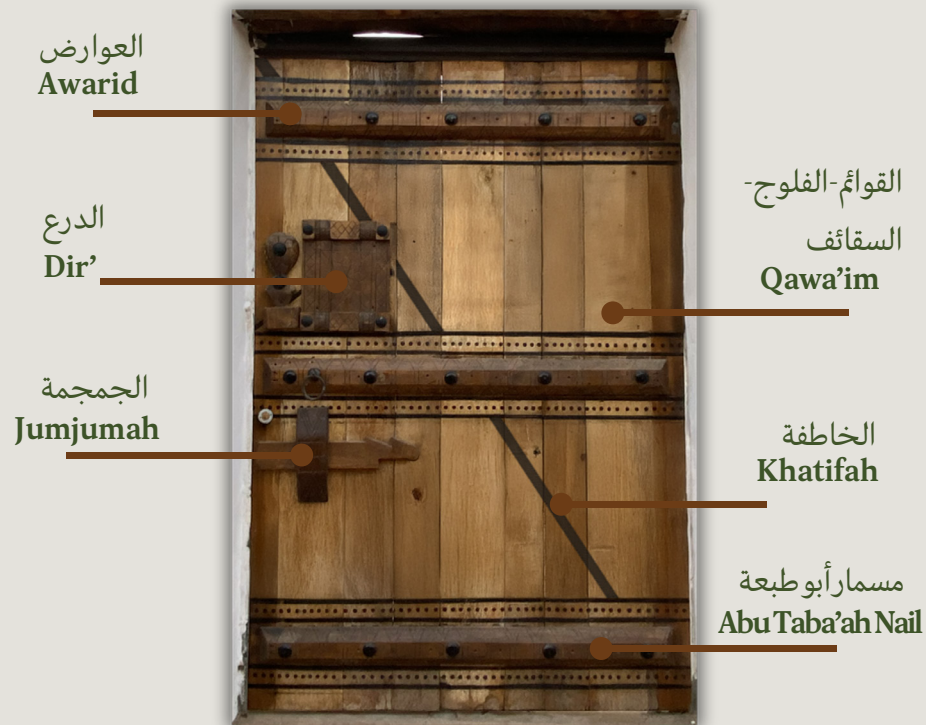 العوارض
Awarid
الدرع
Dir’
الجمجمة
Jumjumah
القوائم-الفلوج-
السقائف
Qawa’im
الخاطفة
Khatifah
مسمار أبو طبعة
Abu Taba’ah Nail